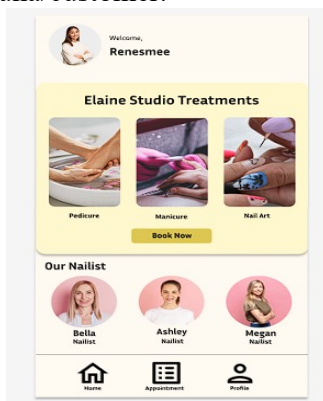 Welcome,
Renesmee
Elaine Studio Treatments
Pedicure Manicure Nail Art
Book Now
Our Nailist
Bella Ashley Megan
Nailist Nailist Nailist
Home Appointment Profile